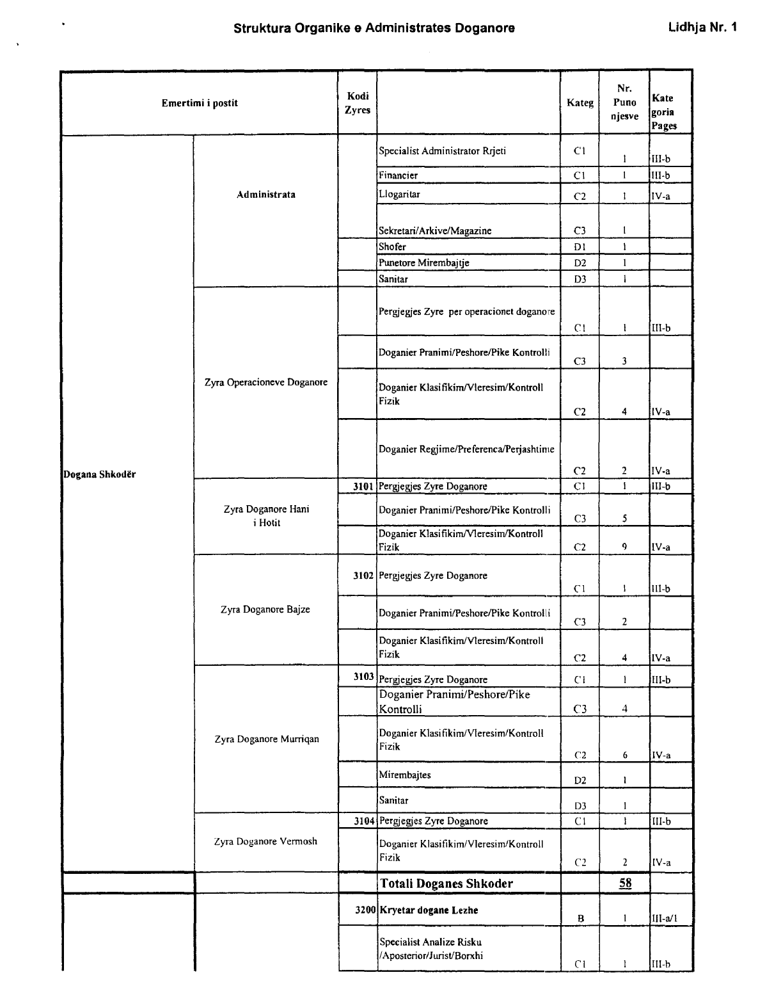 Struktura Organike e Administrates Doganore
Lidhja Nr. 1
Emertimi i postit
Kodi
Zyres
Kateg
Nr.
Puno
njesve
Kate
goria
Pages
Dogana Shkodër
Administrata
Specialist Administrator Rrjeti C1 1 III-b
Financier C1 1 III-b
Llogaritar C2 1 IV-a
Sekretari/Arkive/Magazine C3 1
Shofer D1 1
Punetore Mirembajtje D2 1
Sanitar D3 1
Zyra Operacioneve Doganore
Pergjegjes Zyre per operacionet doganore C1 1 III-b
Doganier Pranimi/Peshore/Pike Kontrolli C3 3
Doganier Klasifikim/Vleresim/Kontroll
Fizik C2 4 IV-a
Doganier Regjime/Preferenca/Perjashtime C2 2 IV-a
Zyra Doganore Hani
i Hotit
3101 Pergjegjes Zyre Doganore C1 1 III-b
Doganier Pranimi/Peshore/Pike Kontrolli C3 5
Doganier Klasifikim/Vleresim/Kontroll
Fizik C2 9 IV-a
Zyra Doganore Bajze
3102 Pergjegjes Zyre Doganore C1 1 III-b
Doganier Pranimi/Peshore/Pike Kontrolli C3 2
Doganier Klasifikim/Vleresim/Kontroll
Fizik C2 4 IV-a
Zyra Doganore Murriqan
3103 Pergjegjes Zyre Doganore C1 1 III-b
Doganier Pranimi/Peshore/Pike
Kontrolli C3 4
Doganier Klasifikim/Vleresim/Kontroll
Fizik C2 6 IV-a
Mirembajtes D2 1
Sanitar D3 1
Zyra Doganore Vermosh
3104 Pergjegjes Zyre Doganore C1 1 III-b
Doganier Klasifikim/Vleresim/Kontroll
Fizik C2 2 IV-a
Totali Doganes Shkoder 58
3200 Kryetar dogane Lezhe B 1 III-a/1
Specialist Analize Risku
/Aposterior/Jurist/Borxhi C1 1 III-b